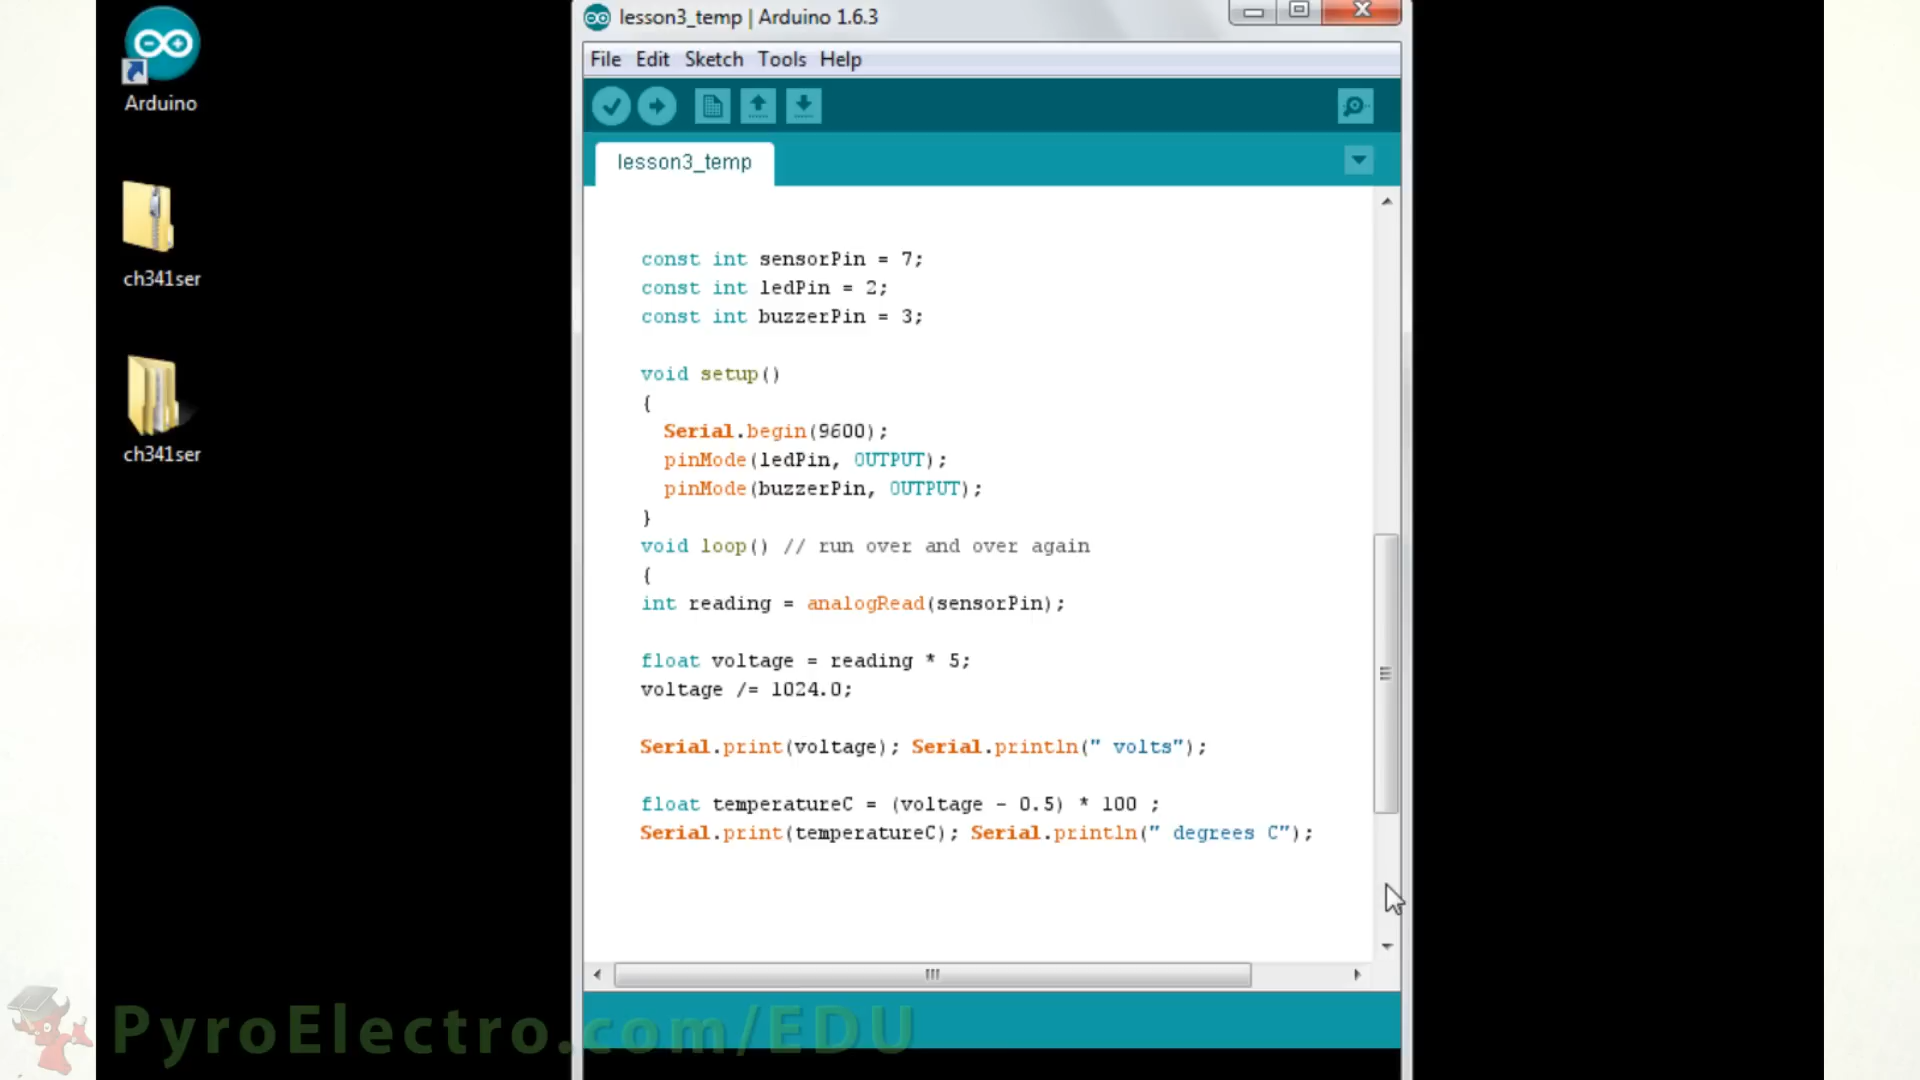 Arduino
ch341ser
ch341ser
lesson3_temp | Arduino 1.6.3
File Edit Sketch Tools Help
lesson3_temp
const int sensorPin = 7;
const int ledPin = 2;
const int buzzerPin = 3;
void setup()
{
Serial.begin(9600);
pinMode(ledPin, OUTPUT);
pinMode(buzzerPin, OUTPUT);
}
void loop() // run over and over again
{
int reading = analogRead(sensorPin);
float voltage = reading * 5;
voltage /= 1024.0;
Serial.print(voltage); Serial.println(" volts");
float temperatureC = (voltage - 0.5) * 100 ;
Serial.print(temperatureC); Serial.println(" degrees C");
PyroElectro.com/EDU